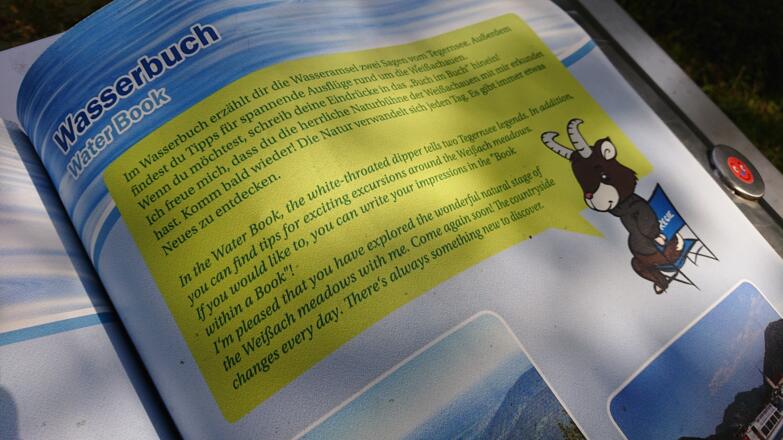 Wasserbuch
Water Book
Im Wasserbuch erzählt dir die Wasseramsel zwei Sagen vom Tegernsee. Außerdem
findest du Tipps für spannende Ausflüge rund um die Weißachauen.
Wenn du möchtest, schreib deine Eindrücke in das „Buch im Buch“ hinein!
Ich freue mich, dass du die herrliche Naturbühne der Weißachauen mit mir erkundet
hast. Komm bald wieder! Die Natur verwandelt sich jeden Tag. Es gibt immer etwas
Neues zu entdecken.
In the Water Book, the white-throated dipper tells two Tegernsee legends. In addition,
you can find tips for exciting excursions around the Weißach meadows.
If you would like to, you can write your impressions in the "Book
within a Book"!
I'm pleased that you have explored the wonderful natural stage of
the Weißach meadows with me. Come again soon! The countryside
changes every day. There's always something new to discover.